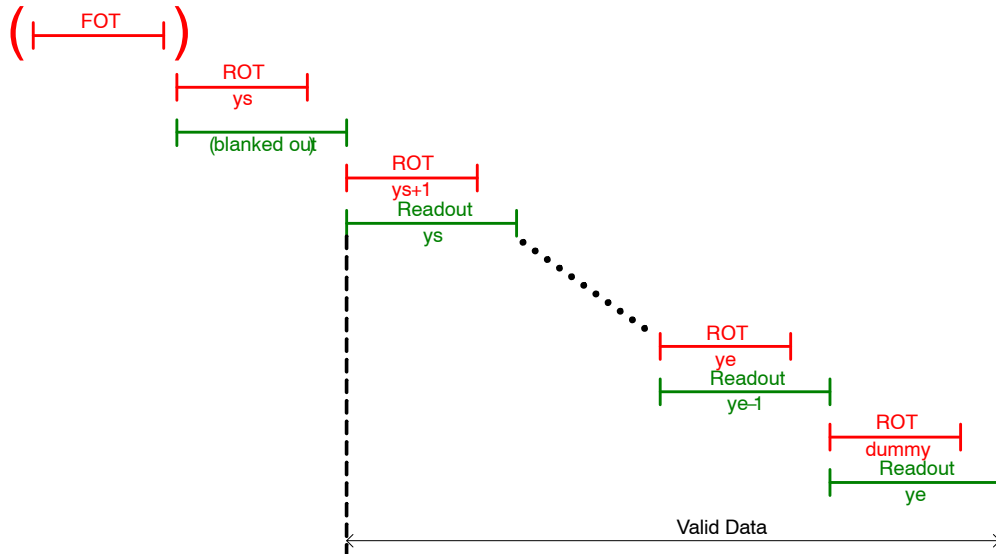 ( FOT )
ROT
ys
(blanked out)
ROT
ys+1
Readout
ys
ROT
ye
Readout
ye–1
ROT
dummy
Readout
ye
Valid Data